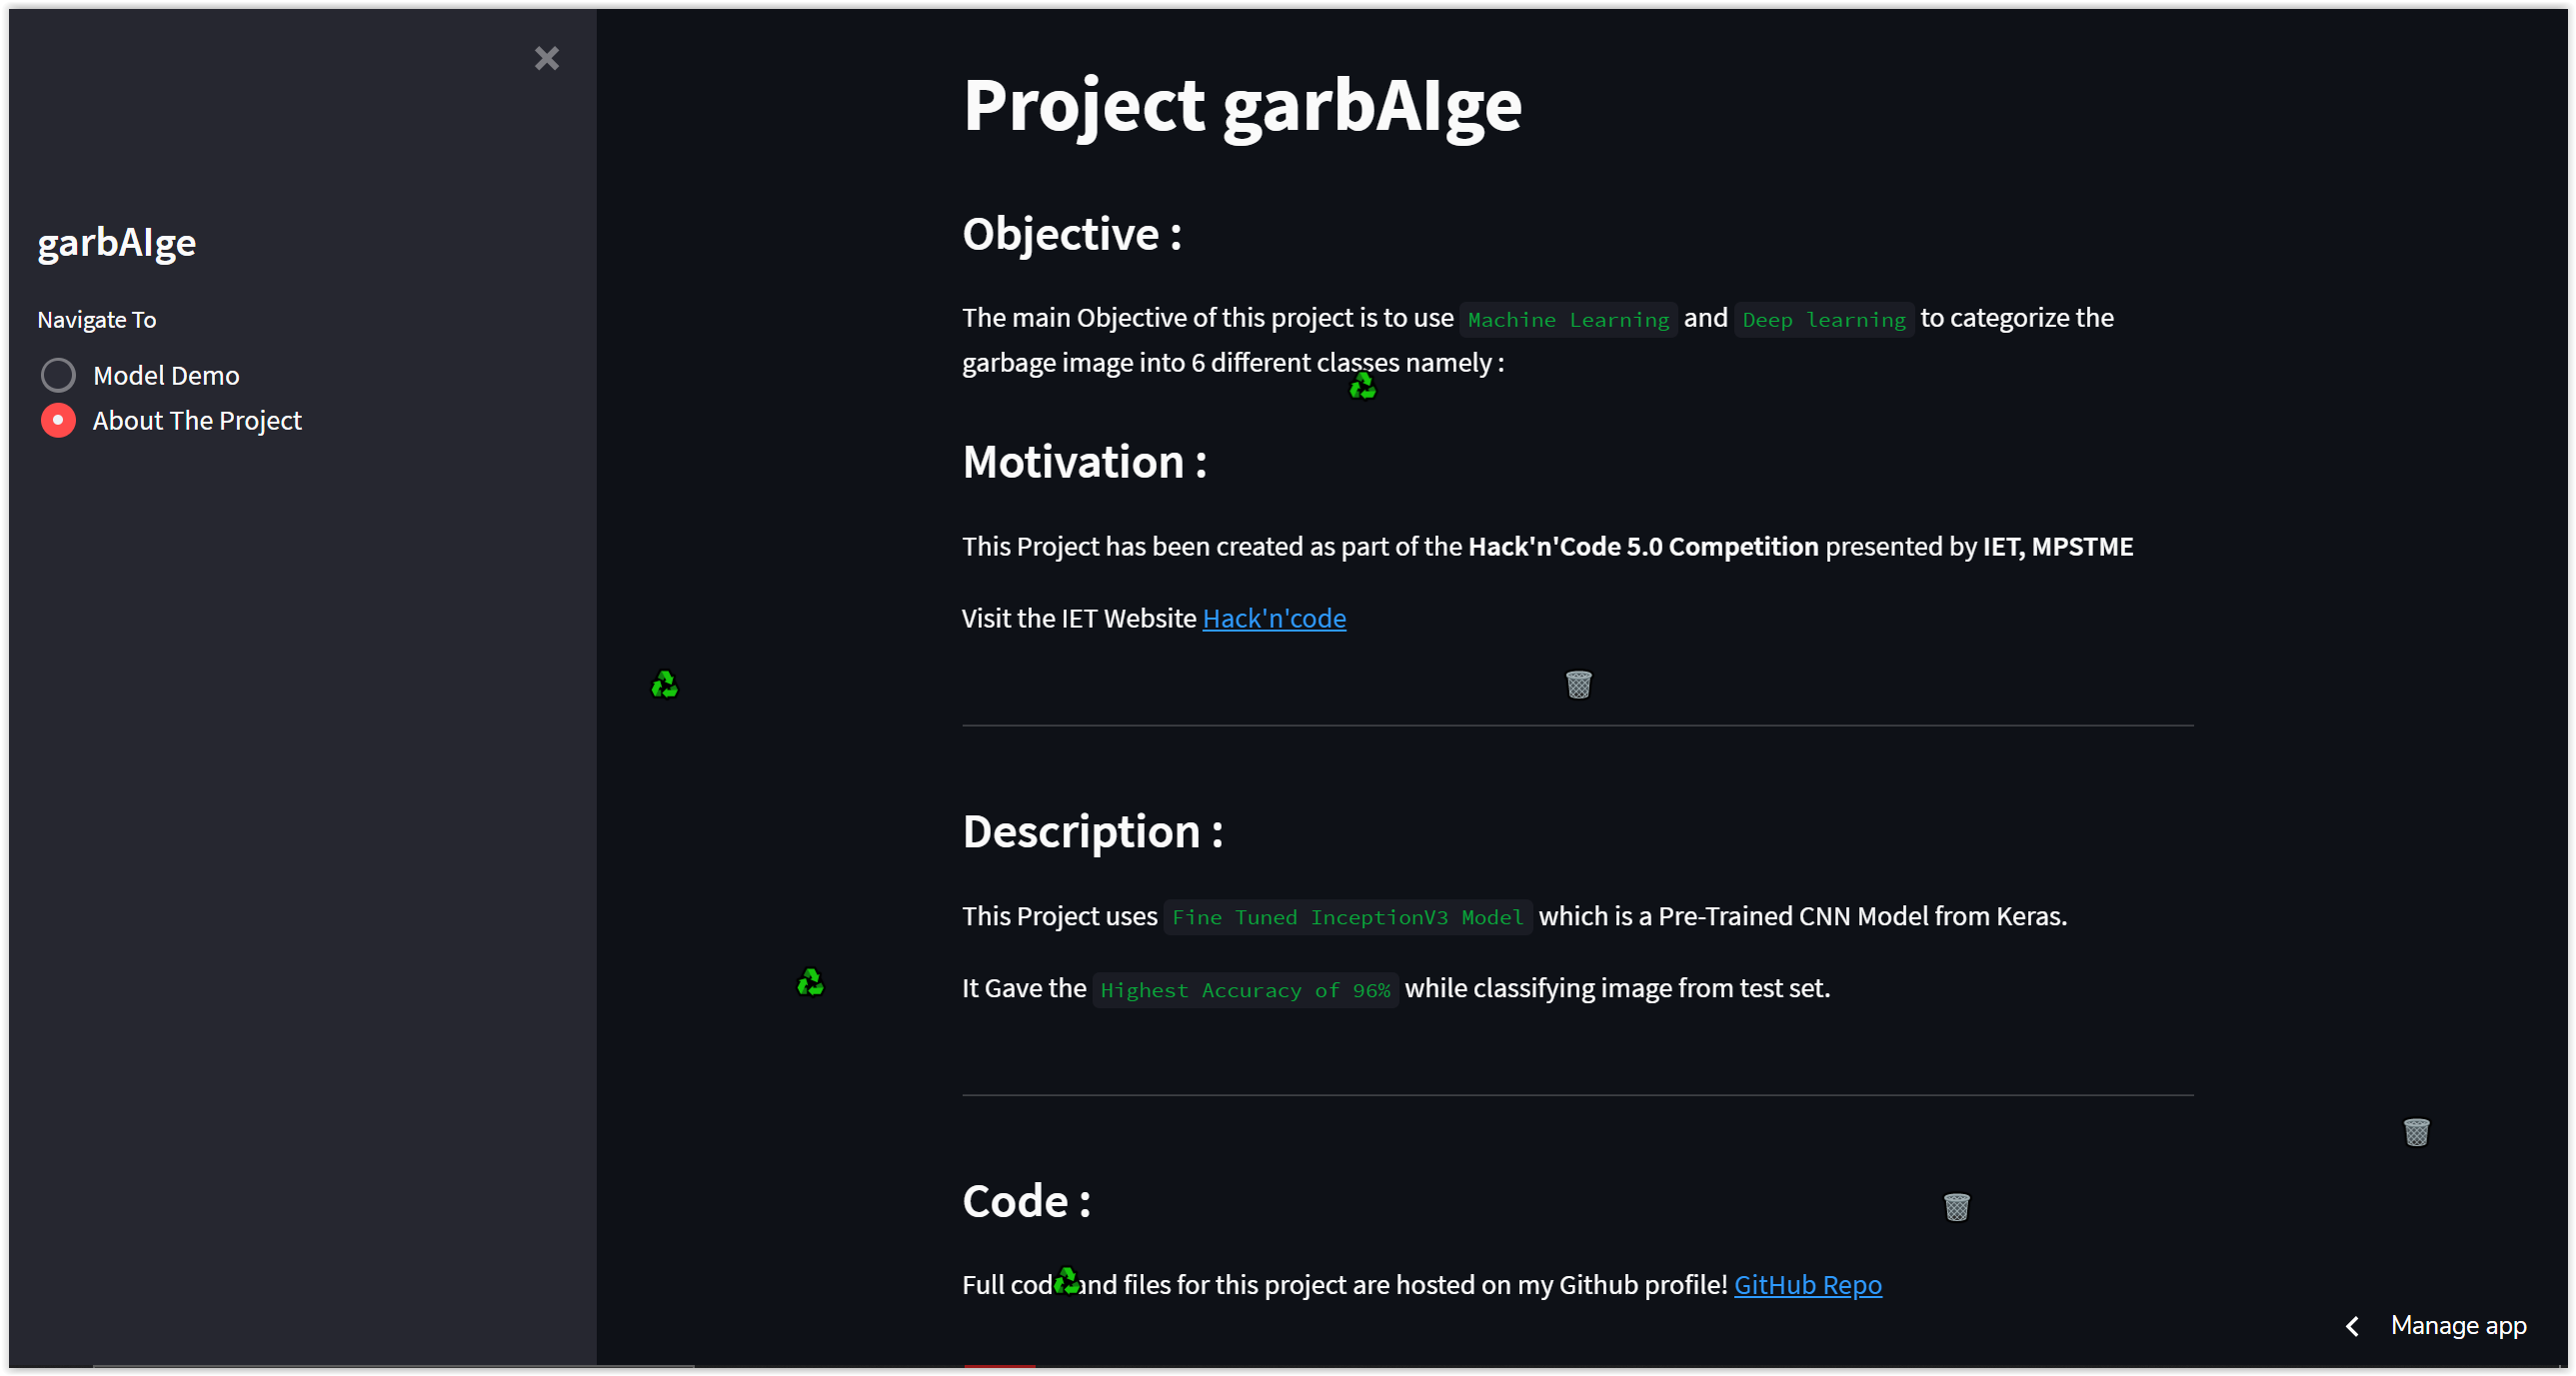 garbAIge
Navigate To
Model Demo
About The Project
Project garbAIge
Objective :
The main Objective of this project is to use Machine Learning and Deep learning to categorize the
garbage image into 6 different classes namely :
Motivation :
This Project has been created as part of the Hack'n'Code 5.0 Competition presented by IET, MPSTME
Visit the IET Website Hack'n'code
Description :
This Project uses Fine Tuned InceptionV3 Model which is a Pre-Trained CNN Model from Keras.
It Gave the Highest Accuracy of 96% while classifying image from test set.
Code :
Full code and files for this project are hosted on my Github profile! GitHub Repo
Manage app